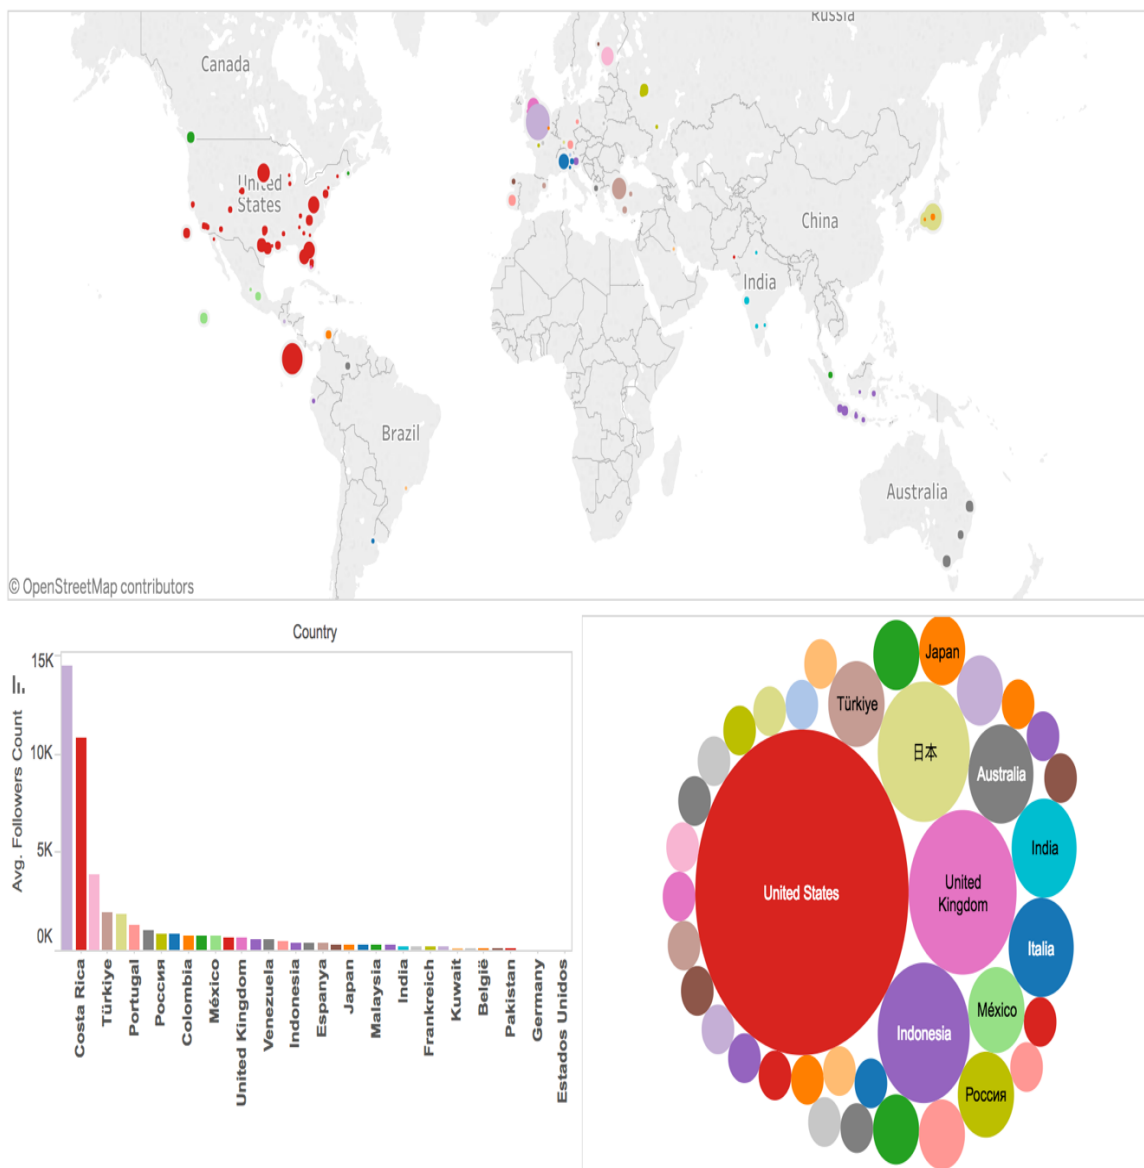 Russia
Canada
United
States
China
India
Brazil
Australia
© OpenStreetMap contributors
Country
15K
10K
5K
0K
Avg. Followers Count
Costa Rica
Türkiye
Portugal
Россия
Colombia
México
United Kingdom
Venezuela
Indonesia
Espanya
Japan
Malaysia
India
Frankreich
Kuwait
België
Pakistan
Germany
Estados Unidos
Japan
Türkiye
日本
Australia
India
United States
United
Kingdom
Italia
México
Indonesia
Россия